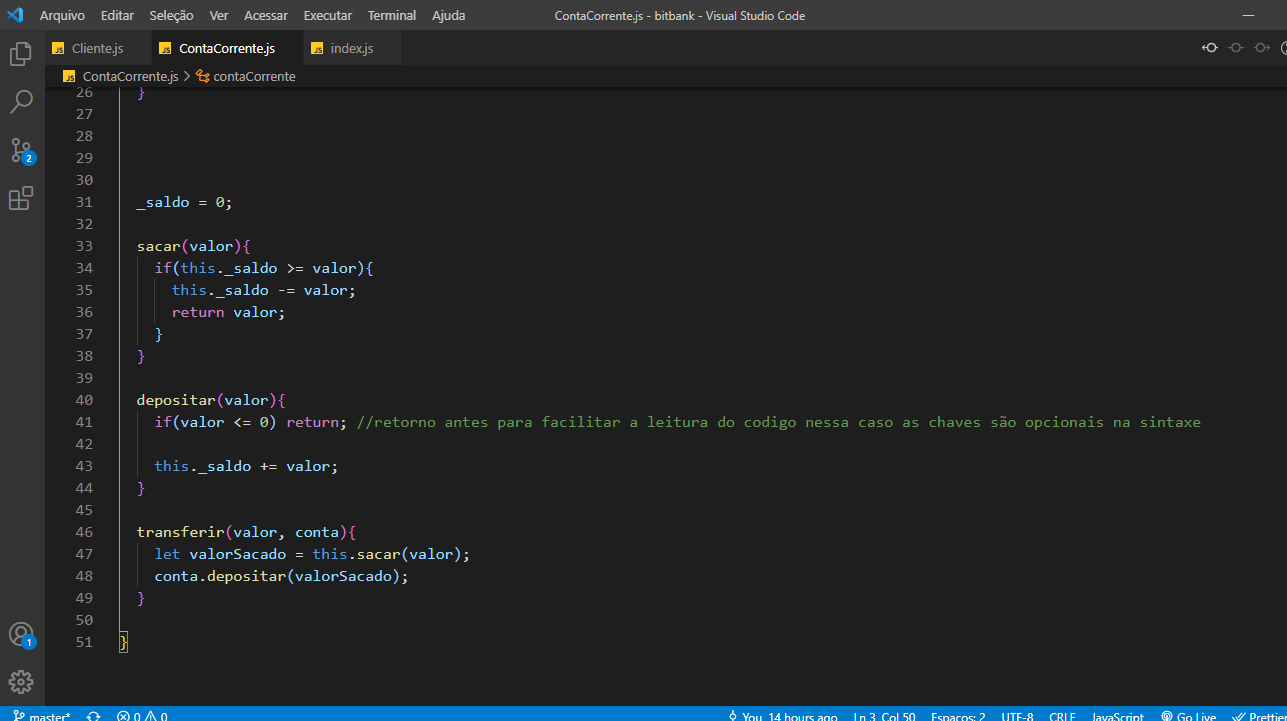 Arquivo Editar Seleção Ver Acessar Executar Terminal Ajuda ContaCorrente.js - bitbank - Visual Studio Code
JS Cliente.js JS ContaCorrente.js JS index.js
JS ContaCorrente.js > contaCorrente
26 }
27
28
29
30
31 _saldo = 0;
32
33 sacar(valor){
34 if(this._saldo >= valor){
35 this._saldo -= valor;
36 return valor;
37 }
38 }
39
40 depositar(valor){
41 if(valor <= 0) return; //retorno antes para facilitar a leitura do codigo nessa caso as chaves são opcionais na sintaxe
42
43 this._saldo += valor;
44 }
45
46 transferir(valor, conta){
47 let valorSacado = this.sacar(valor);
48 conta.depositar(valorSacado);
49 }
50
51 }
2
1
master* 0 0 You, 14 hours ago Ln 3, Col 50 Espaços: 2 UTF-8 CRLF JavaScript Go Live Prettier